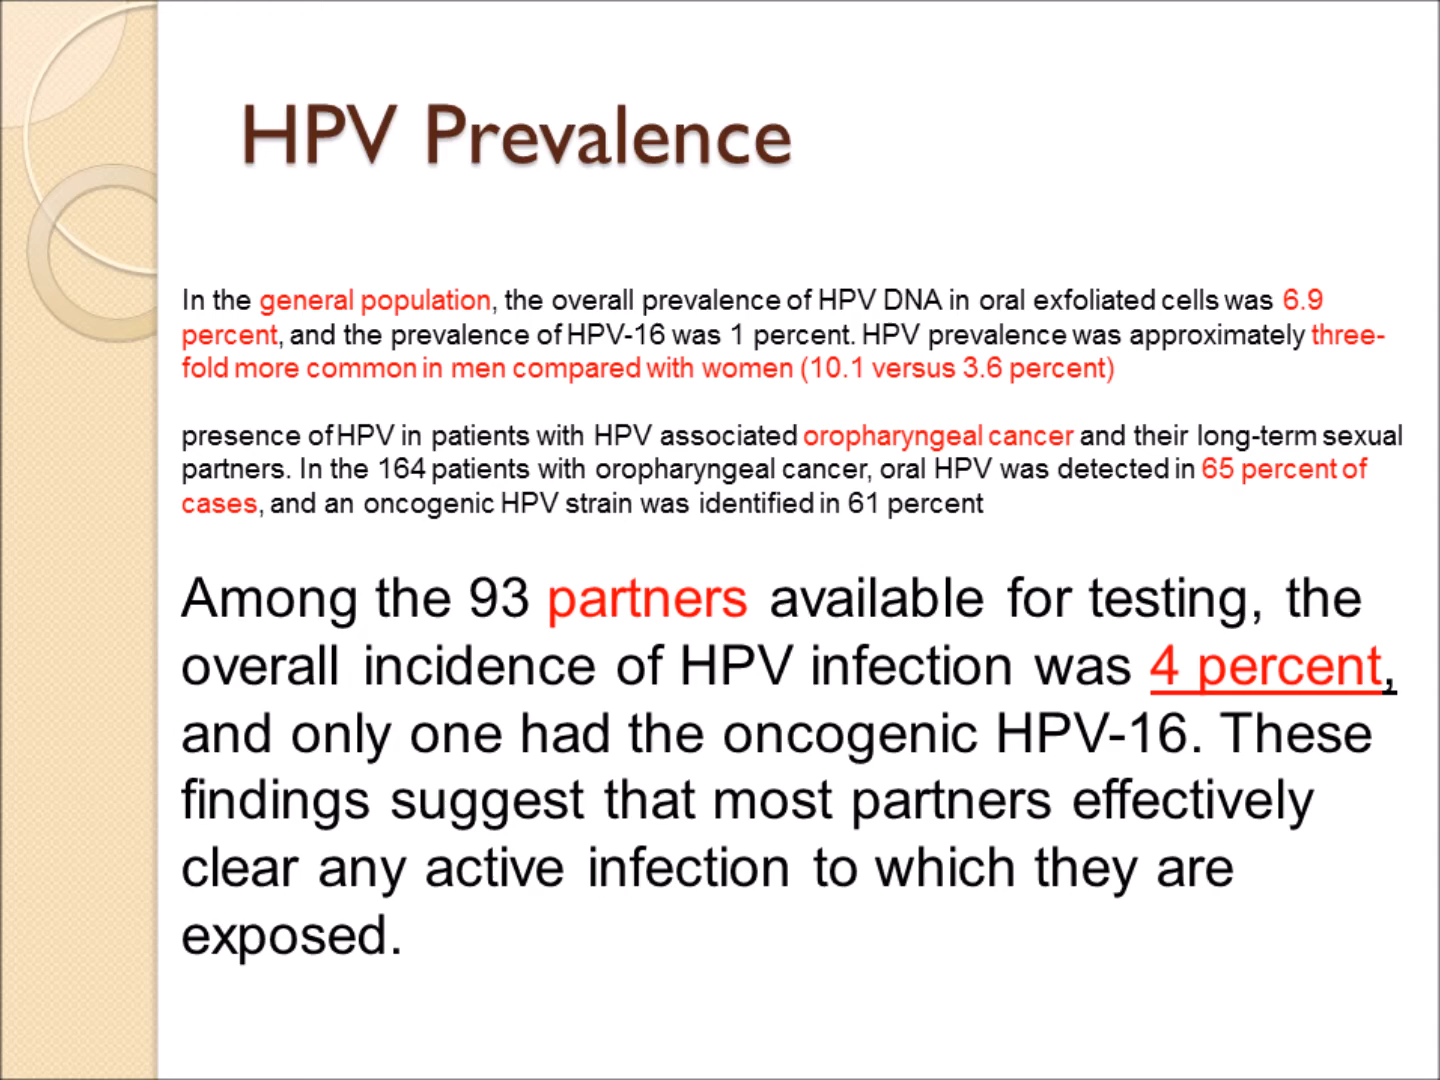 HPV Prevalence
In the general population, the overall prevalence of HPV DNA in oral exfoliated cells was 6.9
percent, and the prevalence of HPV-16 was 1 percent. HPV prevalence was approximately three-
fold more common in men compared with women (10.1 versus 3.6 percent)
presence of HPV in patients with HPV associated oropharyngeal cancer and their long-term sexual
partners. In the 164 patients with oropharyngeal cancer, oral HPV was detected in 65 percent of
cases, and an oncogenic HPV strain was identified in 61 percent
Among the 93 partners available for testing, the
overall incidence of HPV infection was 4 percent,
and only one had the oncogenic HPV-16. These
findings suggest that most partners effectively
clear any active infection to which they are
exposed.